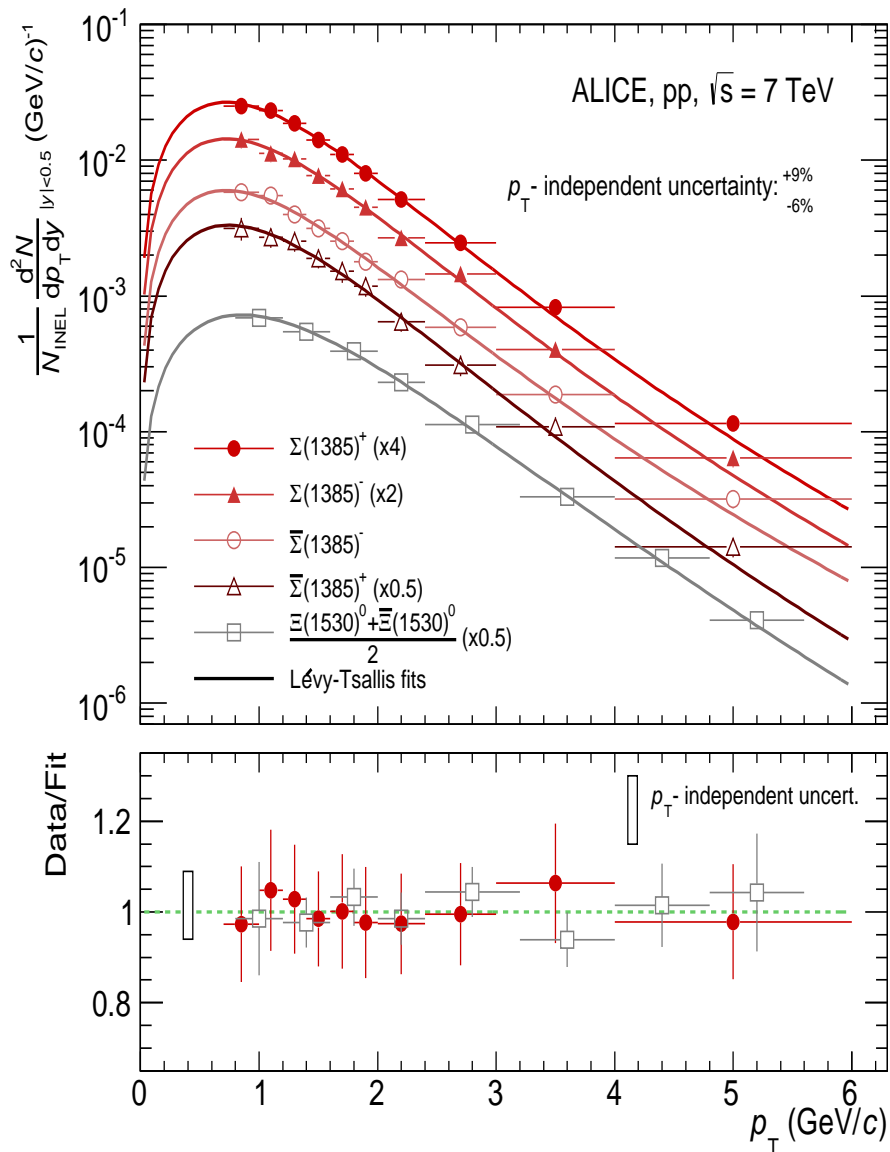 ALICE, pp, √s = 7 TeV
p_T- independent uncertainty: +9% -6%
1/N_INEL d²N/dp_T dy |y|<0.5 (GeV/c)⁻¹
10⁻¹
10⁻²
10⁻³
10⁻⁴
10⁻⁵
10⁻⁶
Σ(1385)⁺ (x4)
Σ(1385)⁻ (x2)
Σ̅(1385)⁻
Σ̅(1385)⁺ (x0.5)
Ξ(1530)⁰+Ξ̅(1530)⁰
2 (x0.5)
Lévy-Tsallis fits
Data/Fit
p_T- independent uncert.
1.2
1
0.8
0 1 2 3 4 5 6
p_T (GeV/c)